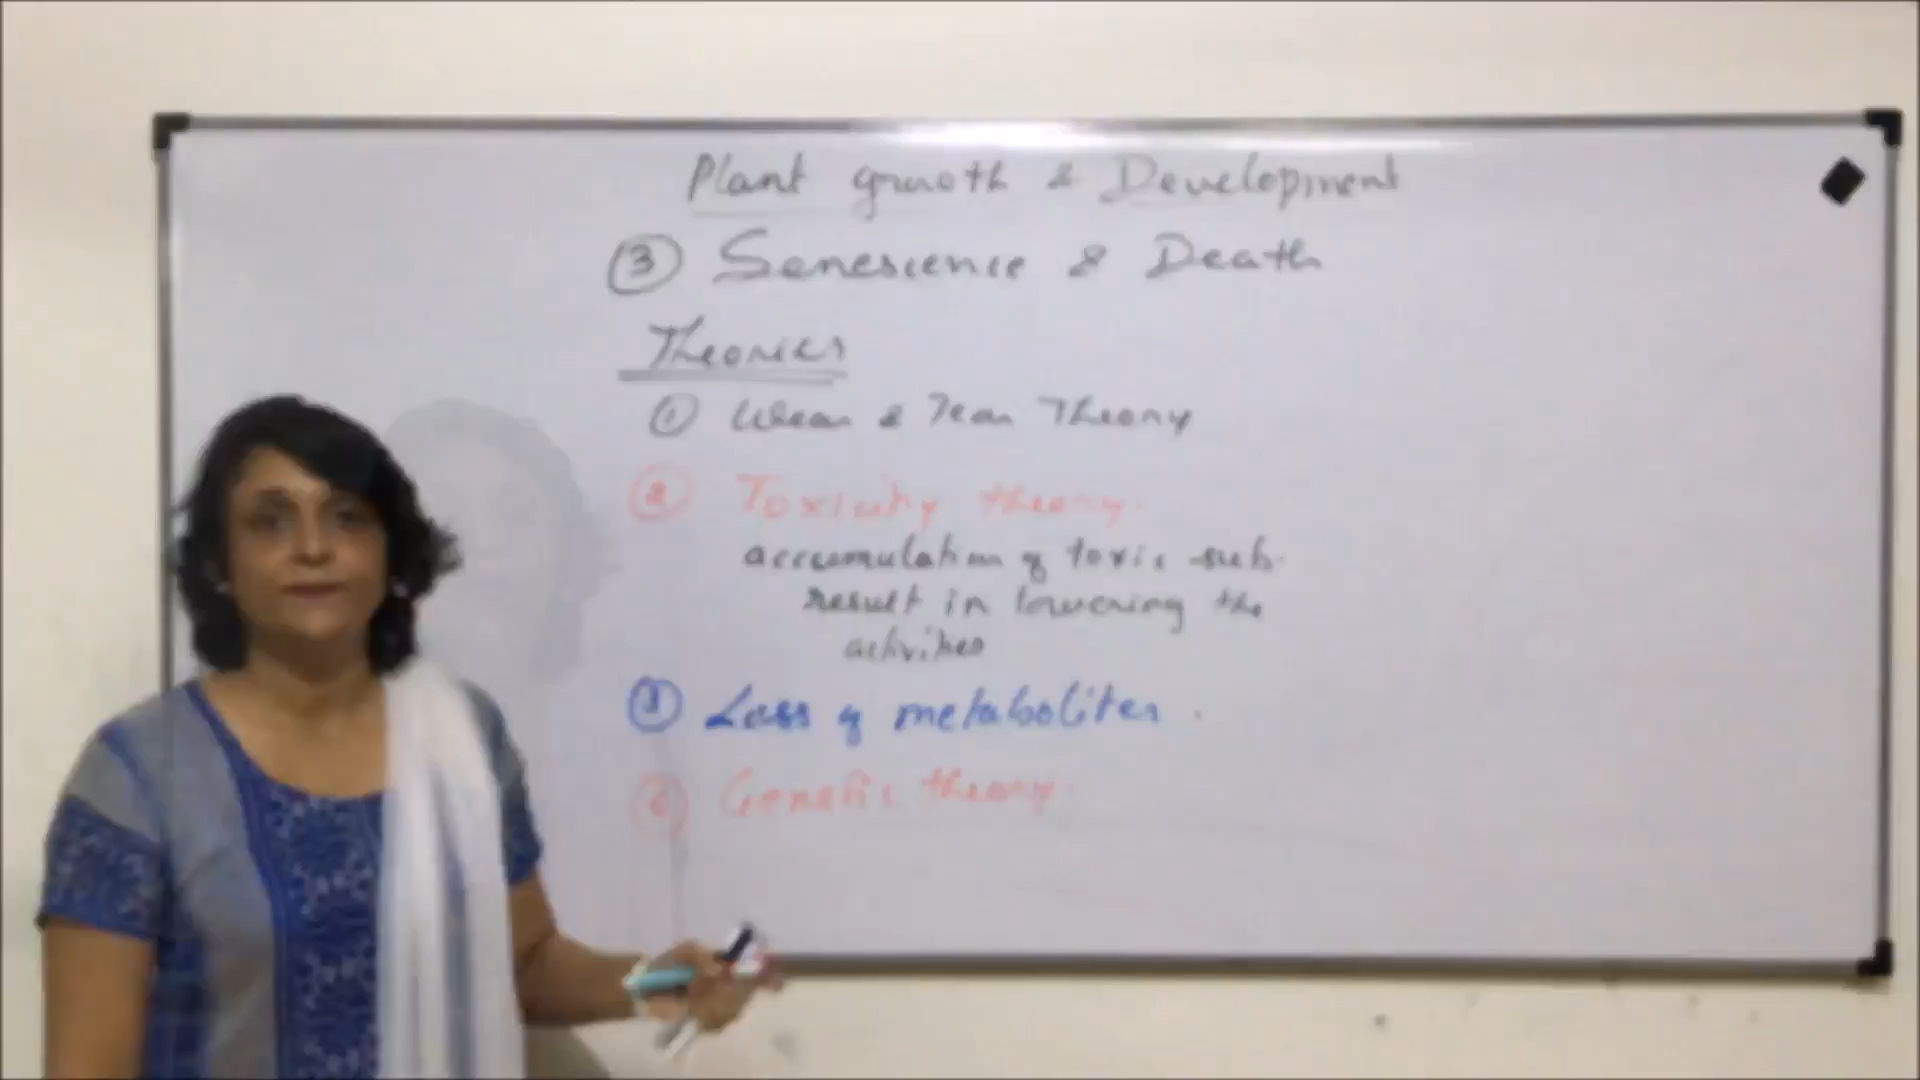 Plant growth & Development
③ Senescence & Death
Theories
① Wear & Tear Theory
② Toxicity theory.
accumulation of toxic sub.
result in lowering the
activities
③ Loss of metabolites.
Genetic theory.